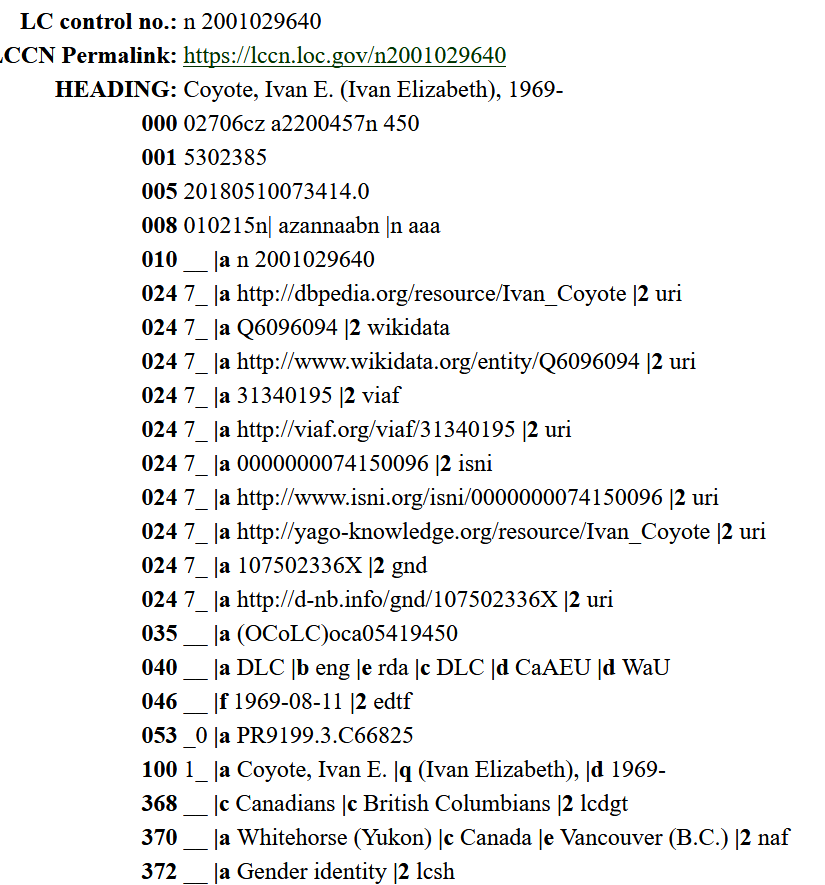 LC control no.: n 2001029640
LCCN Permalink: https://lccn.loc.gov/n2001029640
HEADING: Coyote, Ivan E. (Ivan Elizabeth), 1969-
000 02706cz a2200457n 450
001 5302385
005 20180510073414.0
008 010215n| azannaabn |n aaa
010 __ |a n 2001029640
024 7_ |a http://dbpedia.org/resource/Ivan_Coyote |2 uri
024 7_ |a Q6096094 |2 wikidata
024 7_ |a http://www.wikidata.org/entity/Q6096094 |2 uri
024 7_ |a 31340195 |2 viaf
024 7_ |a http://viaf.org/viaf/31340195 |2 uri
024 7_ |a 0000000074150096 |2 isni
024 7_ |a http://www.isni.org/isni/0000000074150096 |2 uri
024 7_ |a http://yago-knowledge.org/resource/Ivan_Coyote |2 uri
024 7_ |a 107502336X |2 gnd
024 7_ |a http://d-nb.info/gnd/107502336X |2 uri
035 __ |a (OCoLC)oca05419450
040 __ |a DLC |b eng |e rda |c DLC |d CaAEU |d WaU
046 __ |f 1969-08-11 |2 edtf
053 _0 |a PR9199.3.C66825
100 1_ |a Coyote, Ivan E. |q (Ivan Elizabeth), |d 1969-
368 __ |c Canadians |c British Columbians |2 lcdgt
370 __ |a Whitehorse (Yukon) |c Canada |e Vancouver (B.C.) |2 naf
372 __ |a Gender identity |2 lcsh